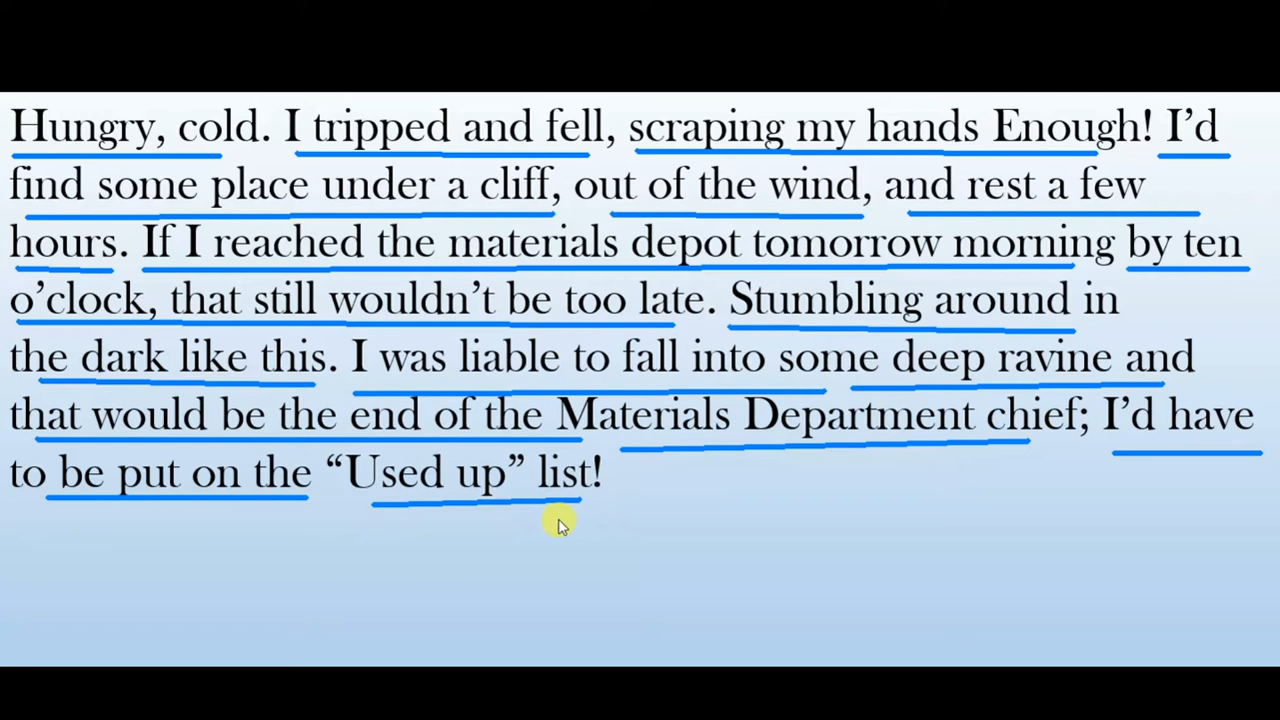 Hungry, cold. I tripped and fell, scraping my hands Enough! I’d
find some place under a cliff, out of the wind, and rest a few
hours. If I reached the materials depot tomorrow morning by ten
o’clock, that still wouldn’t be too late. Stumbling around in
the dark like this. I was liable to fall into some deep ravine and
that would be the end of the Materials Department chief; I’d have
to be put on the “Used up” list!